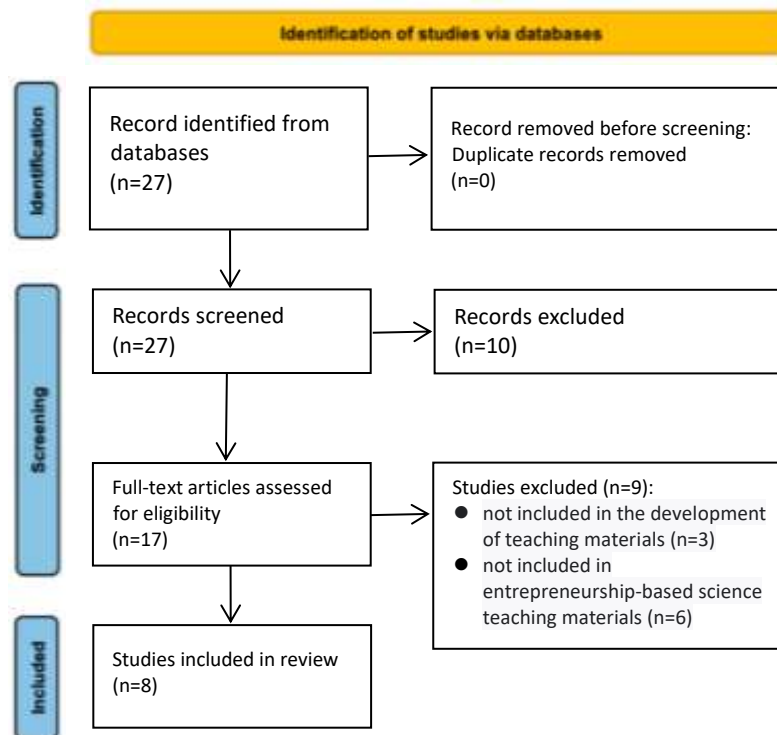 Identification of studies via databases
Identification
Record identified from
databases
(n=27)
Record removed before screening:
Duplicate records removed
(n=0)
Screening
Records screened
(n=27)
Records excluded
(n=10)
Full-text articles assessed
for eligibility
(n=17)
Studies excluded (n=9):
● not included in the development
of teaching materials (n=3)
● not included in
entrepreneurship-based science
teaching materials (n=6)
Included
Studies included in review
(n=8)